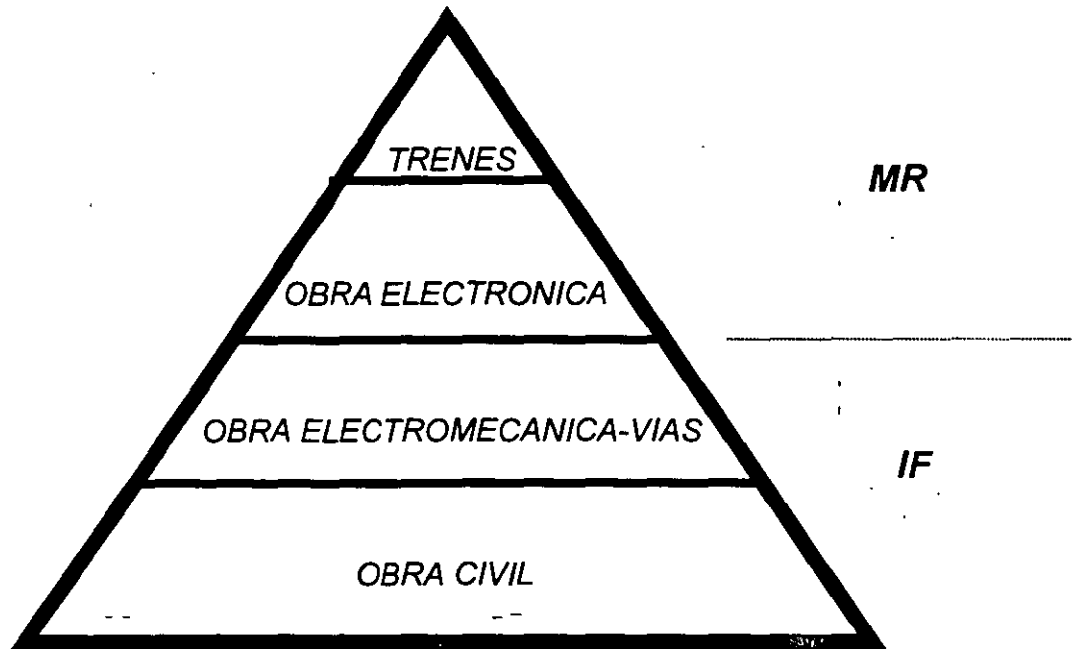 TRENES
MR
OBRA ELECTRONICA
OBRA ELECTROMECANICA-VIAS
IF
OBRA CIVIL